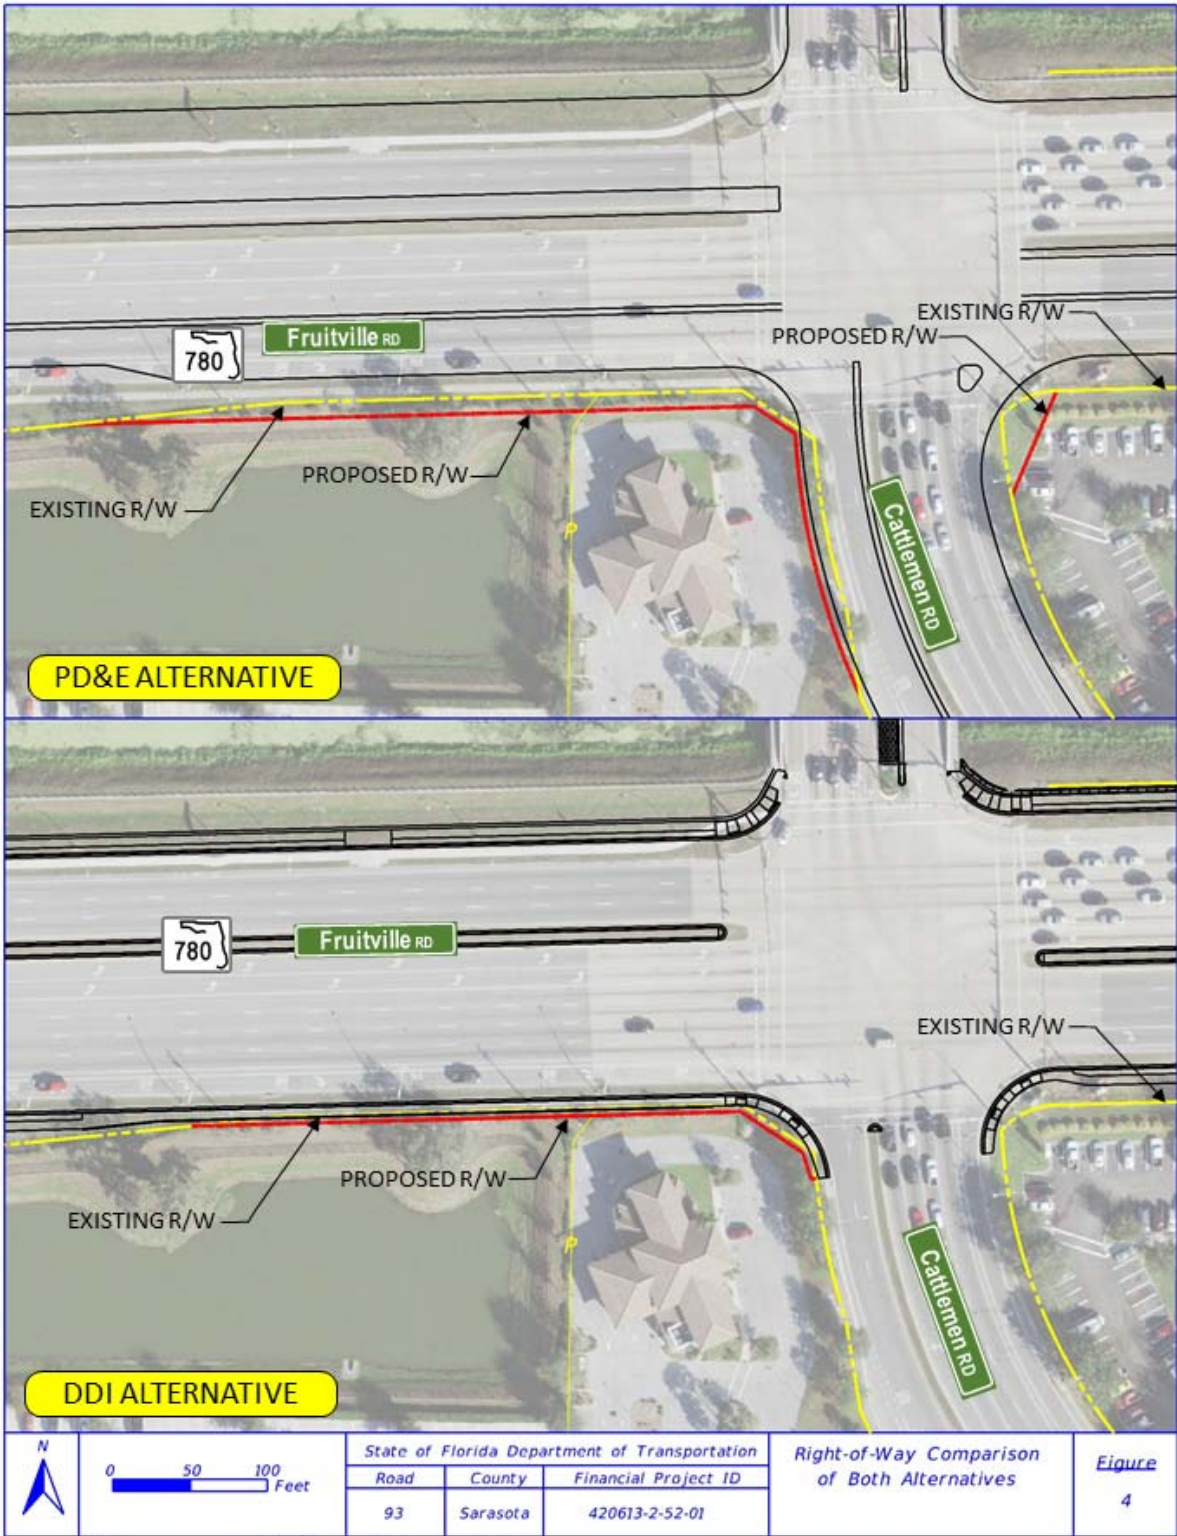 EXISTING R/W
PROPOSED R/W
Fruitville RD
780
PROPOSED R/W
EXISTING R/W
Cattlemen RD
P
PD&E ALTERNATIVE
780
Fruitville RD
EXISTING R/W
PROPOSED R/W
EXISTING R/W
P
Cattlemen RD
DDI ALTERNATIVE
N
0 50 100
Feet
State of Florida Department of Transportation
Road County Financial Project ID
93 Sarasota 420613-2-52-01
Right-of-Way Comparison
of Both Alternatives
Figure
4